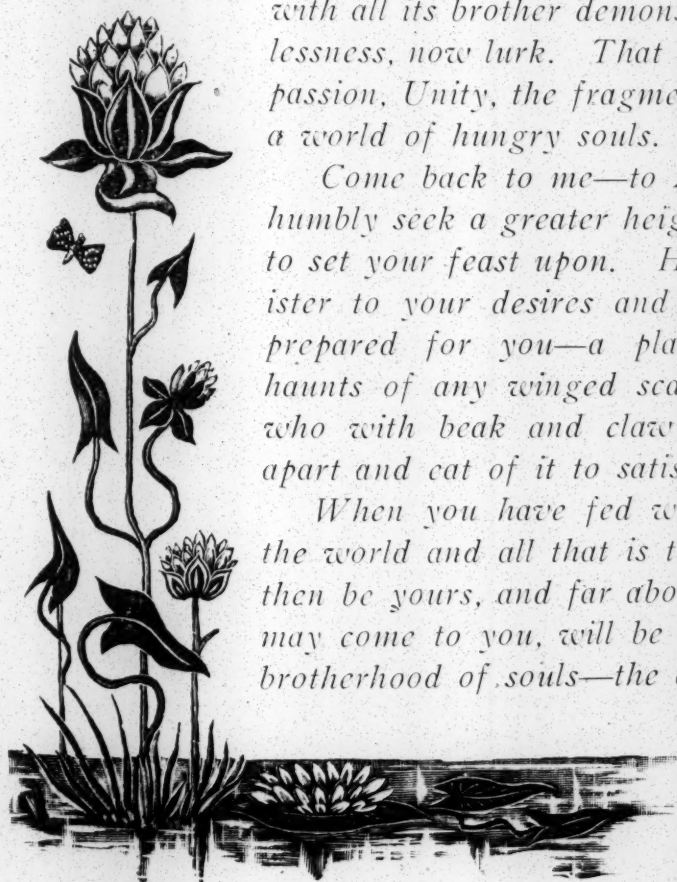 with all its brother demons
lessness, now lurk. That
passion, Unity, the fragme
a world of hungry souls.
Come back to me—to
humbly seek a greater heig
to set your feast upon. H
ister to your desires and
prepared for you—a pla
haunts of any winged sca
who with beak and claw
apart and eat of it to satis
When you have fed w
the world and all that is t
then be yours, and far abo
may come to you, will be
brotherhood of souls—the